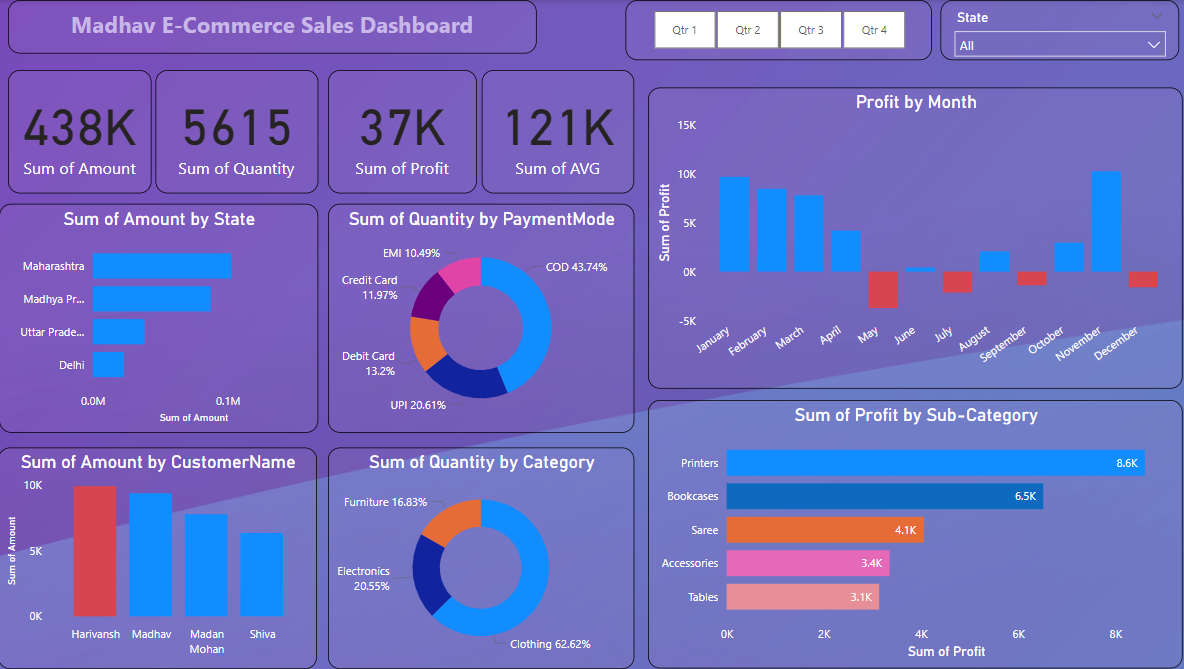 Madhav E-Commerce Sales Dashboard
Qtr 1
Qtr 2
Qtr 3
Qtr 4
State
All
438K
Sum of Amount
5615
Sum of Quantity
37K
Sum of Profit
121K
Sum of AVG
Profit by Month
Sum of Profit
15K
10K
5K
0K
-5K
January
February
March
April
May
June
July
August
September
October
November
December
Sum of Amount by State
Maharashtra
Madhya Pr...
Uttar Prade...
Delhi
0.0M
0.1M
Sum of Amount
Sum of Quantity by PaymentMode
EMI 10.49%
COD 43.74%
Credit Card
11.97%
Debit Card
13.2%
UPI 20.61%
Sum of Profit by Sub-Category
Printers
8.6K
Bookcases
6.5K
Saree
4.1K
Accessories
3.4K
Tables
3.1K
0K
2K
4K
6K
8K
Sum of Profit
Sum of Amount by CustomerName
Sum of Amount
10K
5K
0K
Harivansh
Madhav
Madan
Mohan
Shiva
Sum of Quantity by Category
Furniture 16.83%
Electronics
20.55%
Clothing 62.62%